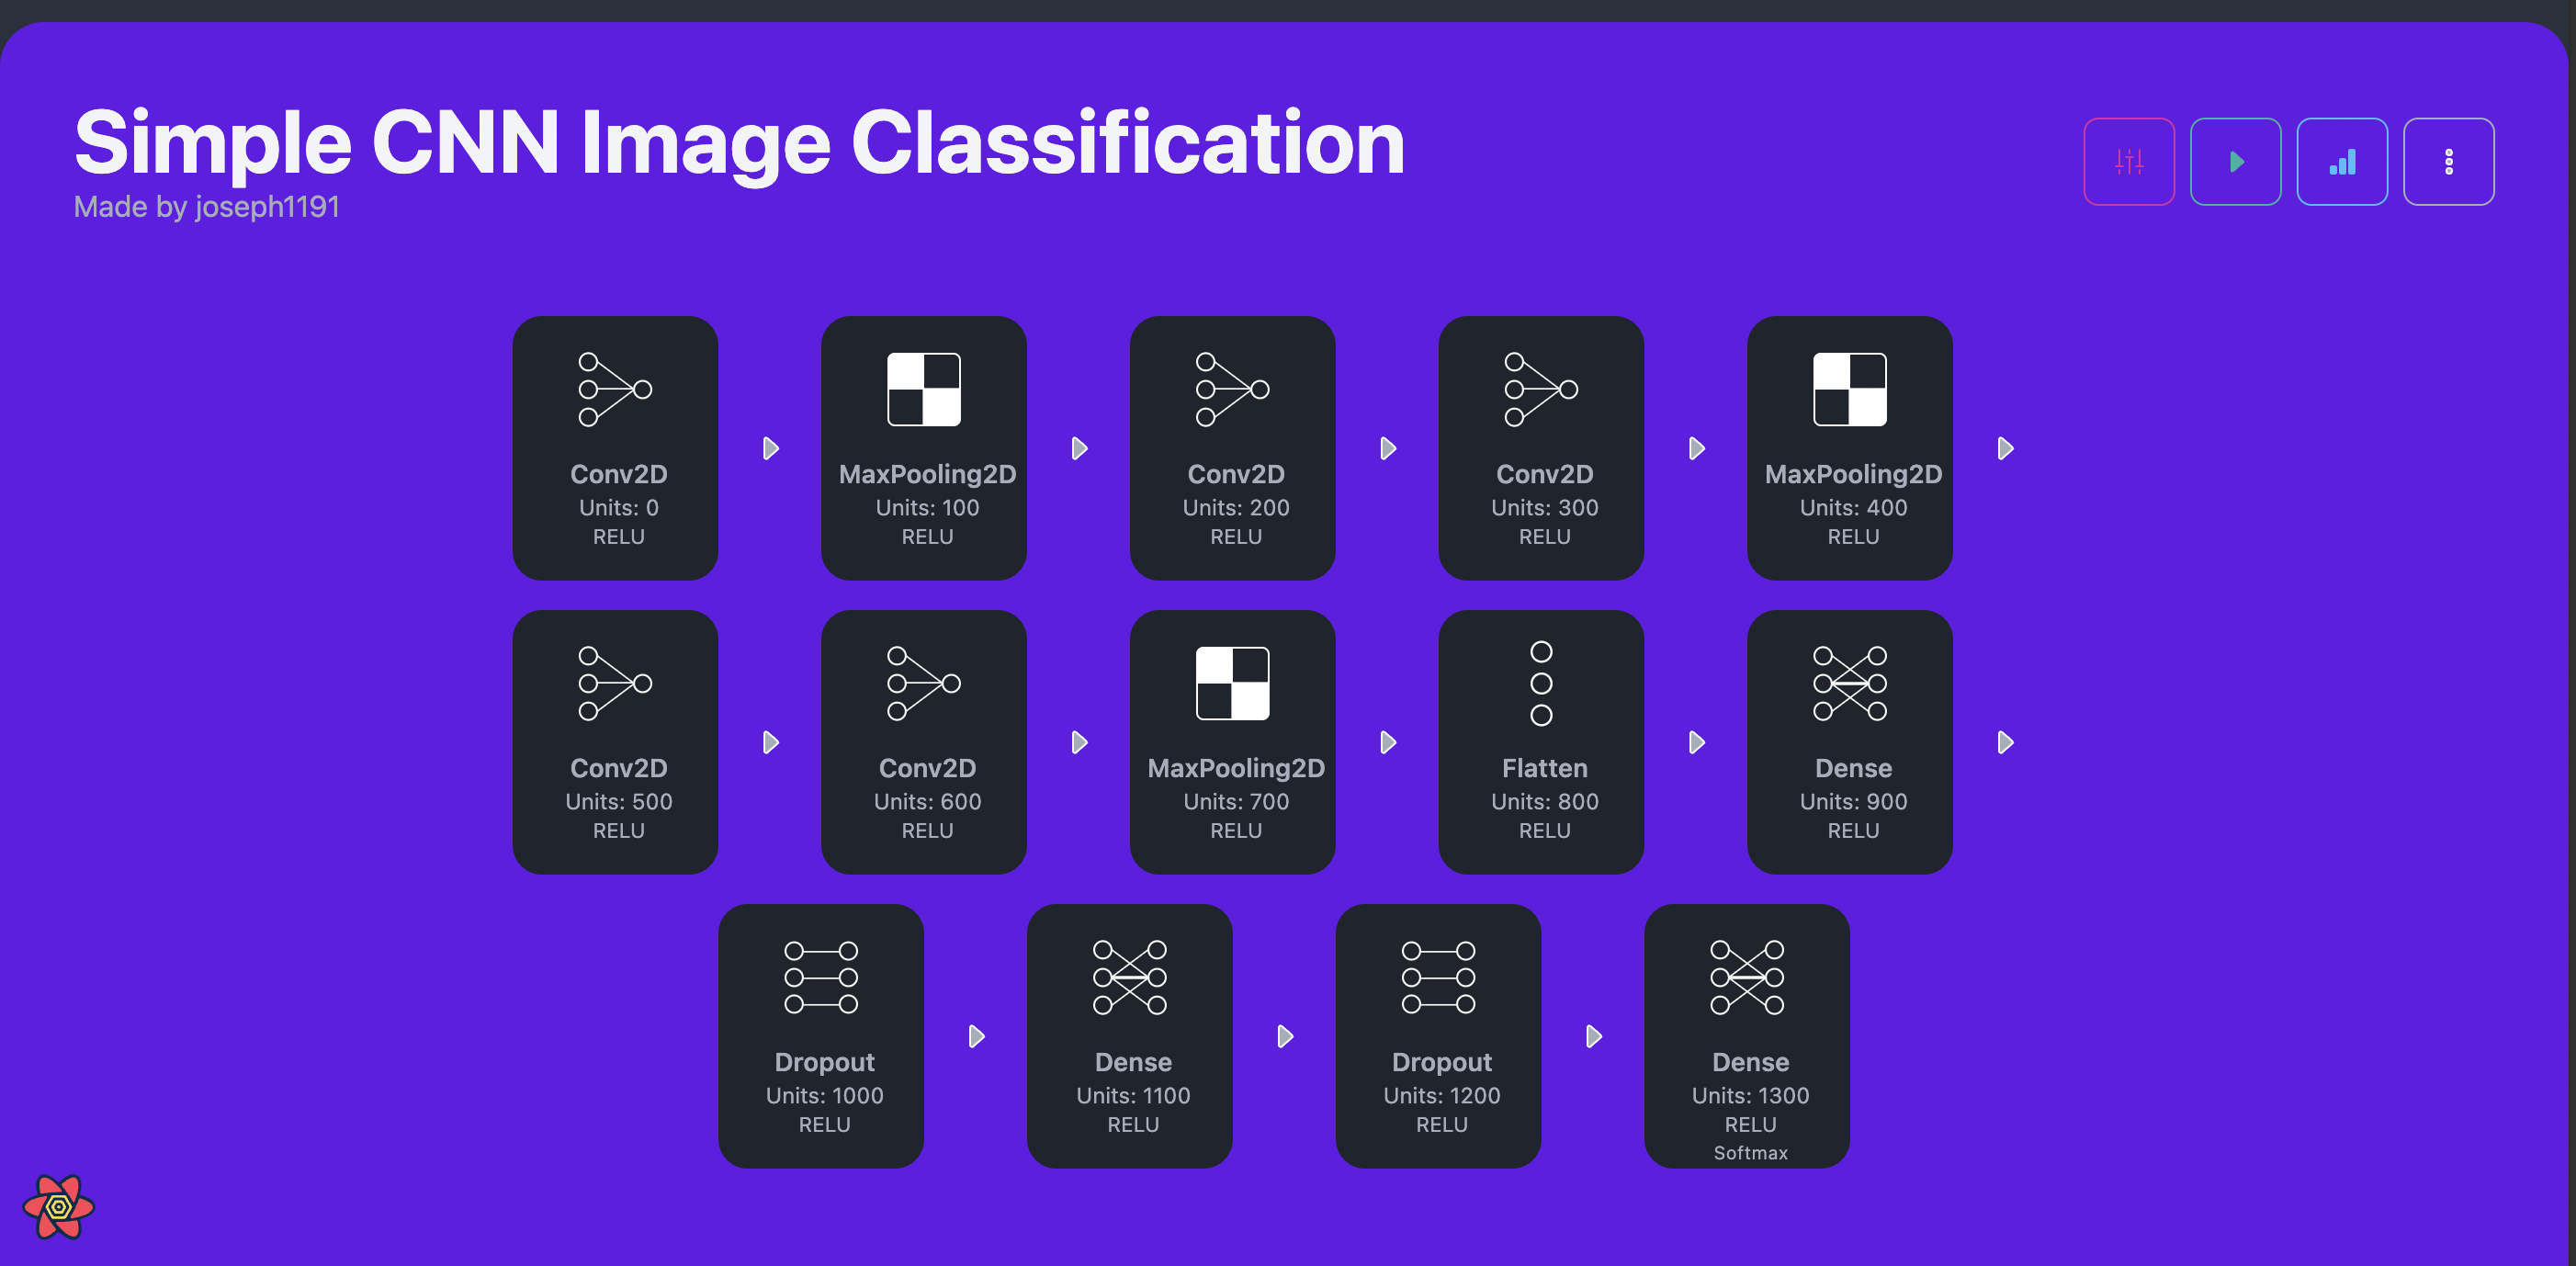 Simple CNN Image Classification
Made by joseph1191
Conv2D
Units: 0
RELU
MaxPooling2D
Units: 100
RELU
Conv2D
Units: 200
RELU
Conv2D
Units: 300
RELU
MaxPooling2D
Units: 400
RELU
Conv2D
Units: 500
RELU
Conv2D
Units: 600
RELU
MaxPooling2D
Units: 700
RELU
Flatten
Units: 800
RELU
Dense
Units: 900
RELU
Dropout
Units: 1000
RELU
Dense
Units: 1100
RELU
Dropout
Units: 1200
RELU
Dense
Units: 1300
RELU
Softmax